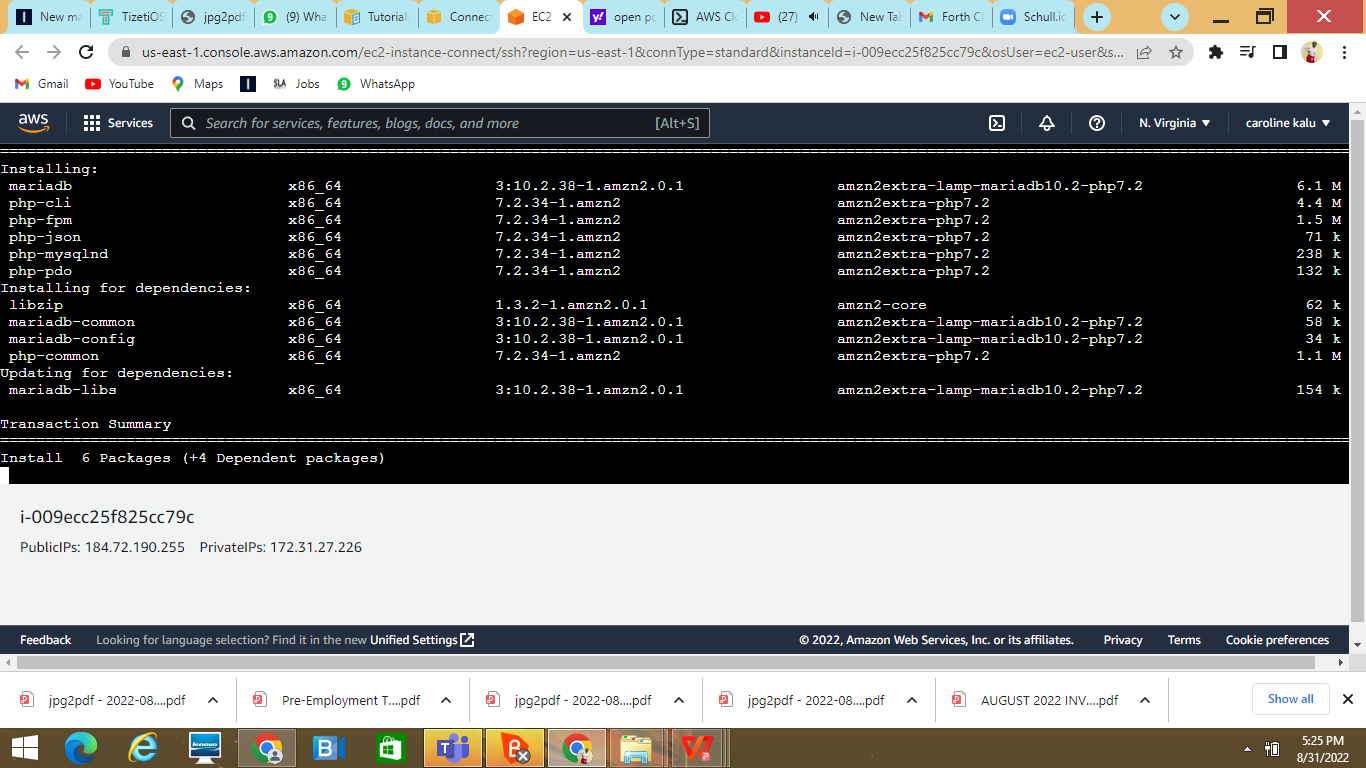 New ma
TizetiOS
jpg2pdf
(9) Wha
Tutorial
Connect
EC2
open po
AWS Clo
(27)
New Tab
Forth Cl
Schull.io
us-east-1.console.aws.amazon.com/ec2-instance-connect/ssh?region=us-east-1&connType=standard&instanceId=i-009ecc25f825cc79c&osUser=ec2-user&s...
Gmail YouTube Maps SLA Jobs WhatsApp
aws Services Search for services, features, blogs, docs, and more [Alt+S] N. Virginia caroline kalu
Installing:
mariadb x86_64 3:10.2.38-1.amzn2.0.1 amzn2extra-lamp-mariadb10.2-php7.2 6.1 M
php-cli x86_64 7.2.34-1.amzn2 amzn2extra-php7.2 4.4 M
php-fpm x86_64 7.2.34-1.amzn2 amzn2extra-php7.2 1.5 M
php-json x86_64 7.2.34-1.amzn2 amzn2extra-php7.2 71 k
php-mysqlnd x86_64 7.2.34-1.amzn2 amzn2extra-php7.2 238 k
php-pdo x86_64 7.2.34-1.amzn2 amzn2extra-php7.2 132 k
Installing for dependencies:
libzip x86_64 1.3.2-1.amzn2.0.1 amzn2-core 62 k
mariadb-common x86_64 3:10.2.38-1.amzn2.0.1 amzn2extra-lamp-mariadb10.2-php7.2 58 k
mariadb-config x86_64 3:10.2.38-1.amzn2.0.1 amzn2extra-lamp-mariadb10.2-php7.2 34 k
php-common x86_64 7.2.34-1.amzn2 amzn2extra-php7.2 1.1 M
Updating for dependencies:
mariadb-libs x86_64 3:10.2.38-1.amzn2.0.1 amzn2extra-lamp-mariadb10.2-php7.2 154 k
Transaction Summary
Install 6 Packages (+4 Dependent packages)
i-009ecc25f825cc79c
PublicIPs: 184.72.190.255 PrivateIPs: 172.31.27.226
Feedback Looking for language selection? Find it in the new Unified Settings © 2022, Amazon Web Services, Inc. or its affiliates. Privacy Terms Cookie preferences
jpg2pdf - 2022-08....pdf Pre-Employment T....pdf jpg2pdf - 2022-08....pdf jpg2pdf - 2022-08....pdf AUGUST 2022 INV....pdf Show all
lenovo
5:25 PM
8/31/2022